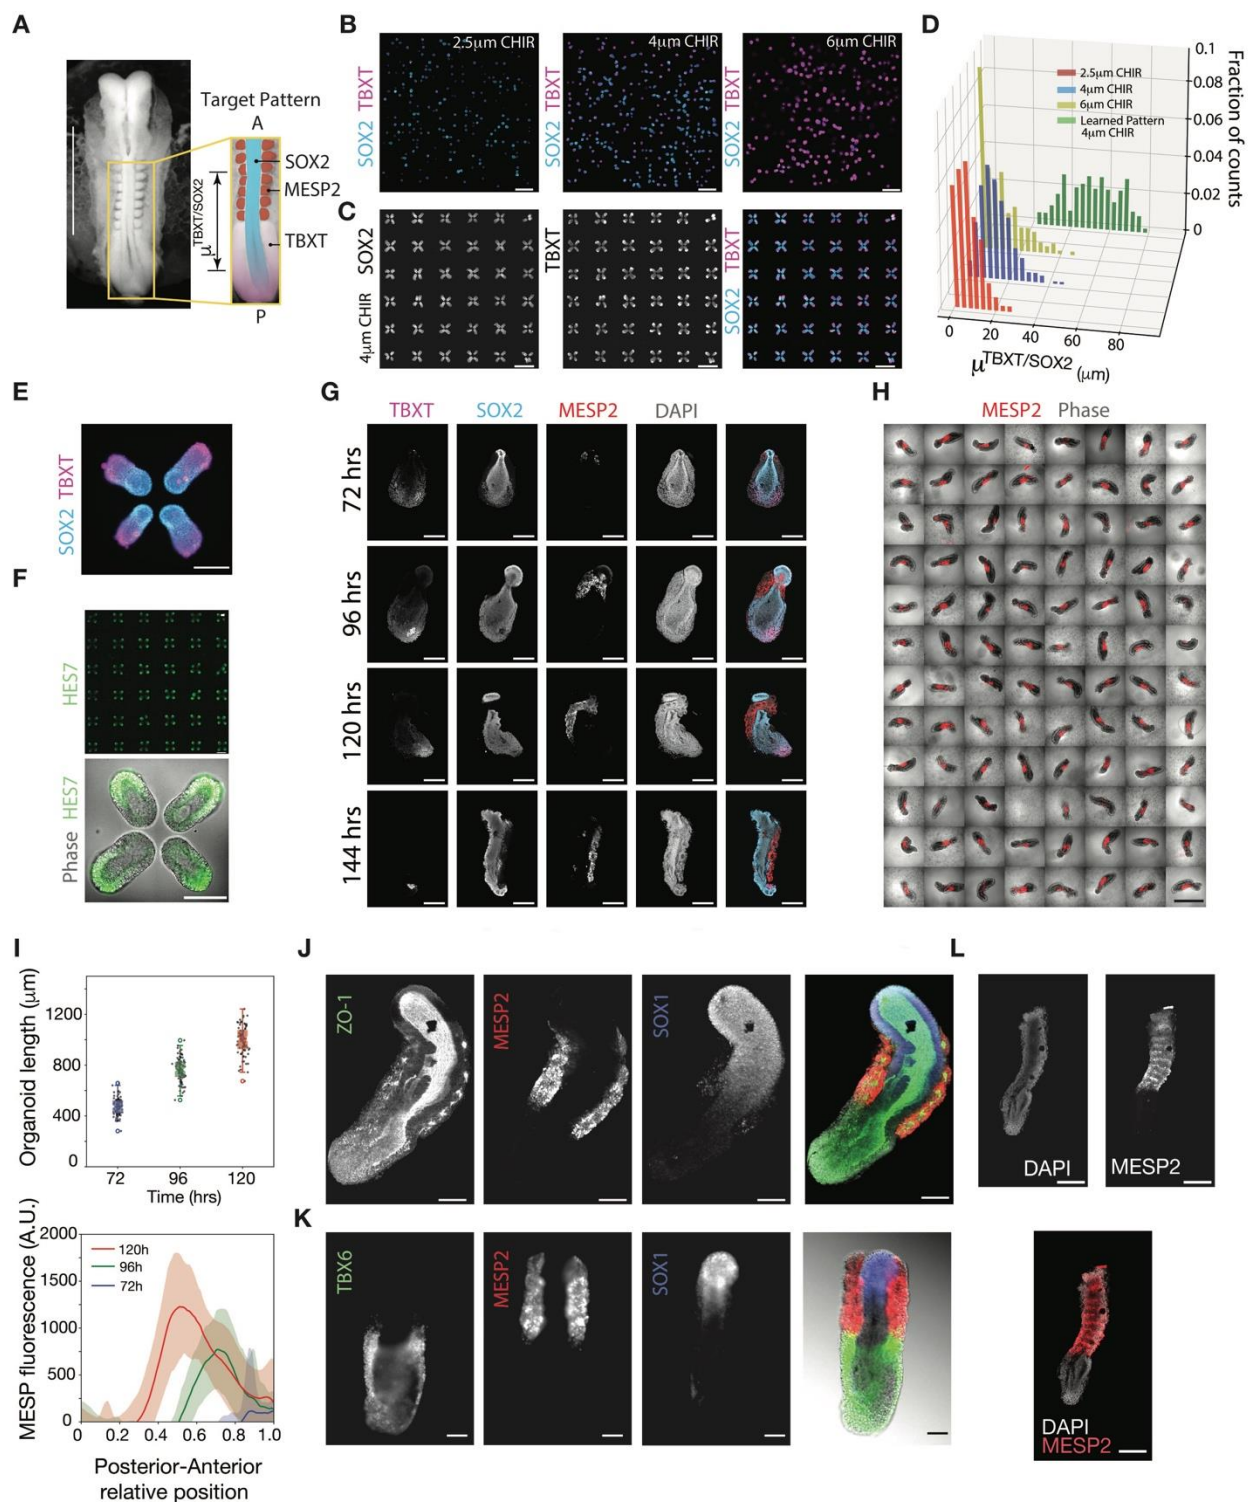 A
Target Pattern
A
SOX2
MESP2
TBXT
μTBXT/SOX2
P
B
SOX2 TBXT
2.5μm CHIR
SOX2 TBXT
4μm CHIR
SOX2 TBXT
6μm CHIR
C
4μm CHIR SOX2
TBXT
SOX2 TBXT
D
2.5μm CHIR
4μm CHIR
6μm CHIR
Learned Pattern
4μm CHIR
0.1
0.08
0.06
0.04
0.02
0
Fraction of counts
0
20
40
60
80
μTBXT/SOX2 (μm)
E
SOX2 TBXT
F
HES7
Phase HES7
G
TBXT SOX2 MESP2 DAPI
72 hrs
96 hrs
120 hrs
144 hrs
H
MESP2 Phase
I
Organoid length (μm)
1200
800
400
0
72 96 120
Time (hrs)
MESP fluorescence (A.U.)
2000
1500
1000
500
0
120h
96h
72h
0 0.2 0.4 0.6 0.8 1.0
Posterior-Anterior
relative position
J
ZO-1
MESP2
SOX1
K
TBX6
MESP2
SOX1
L
DAPI
MESP2
DAPI
MESP2